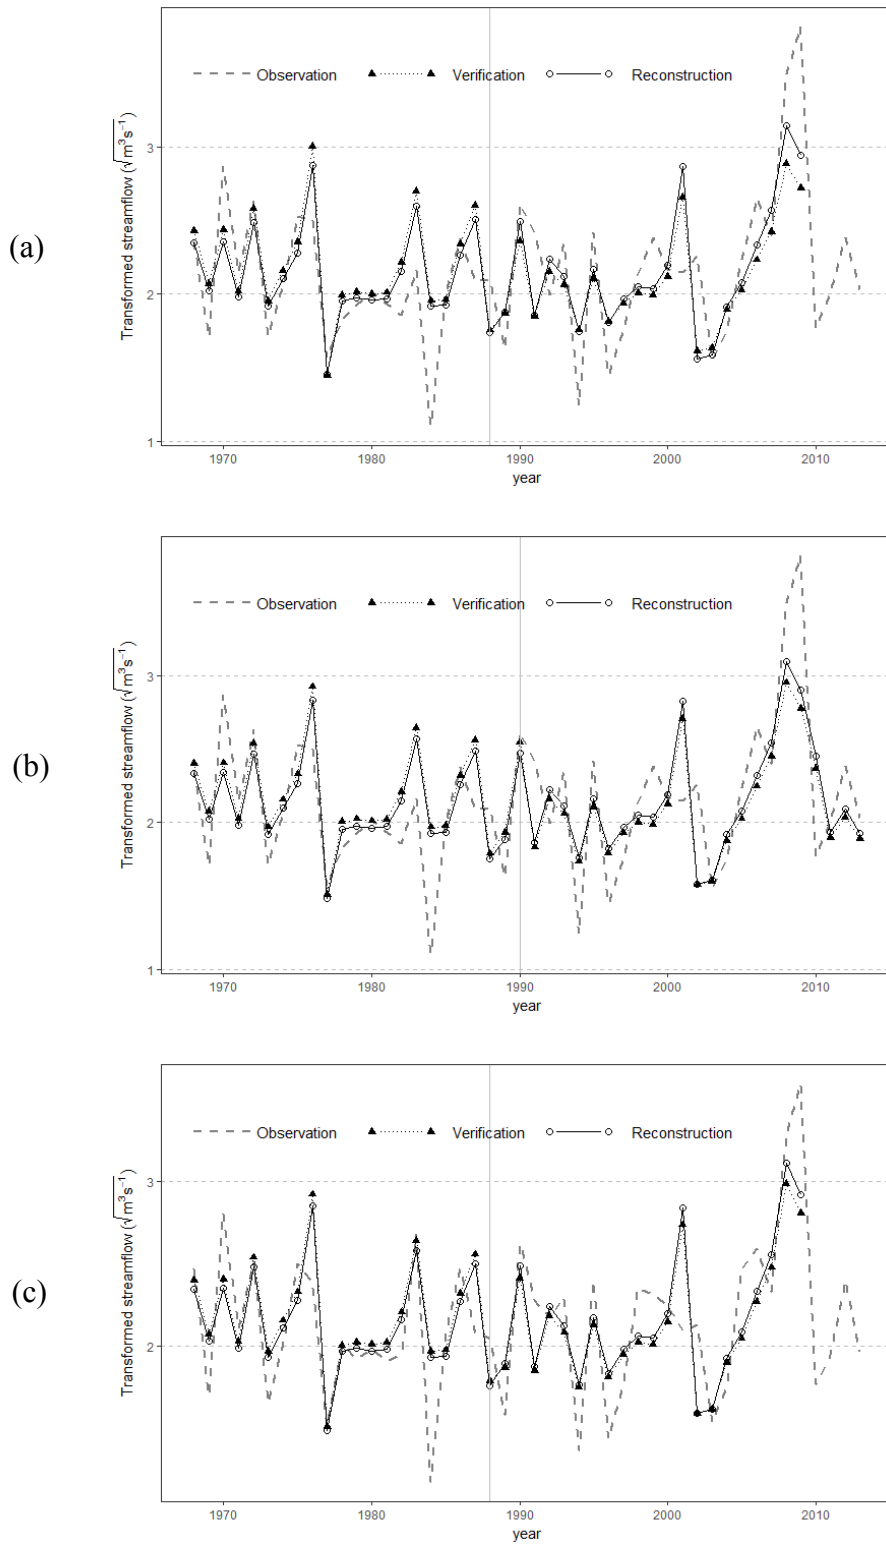 Observation Verification Reconstruction
Transformed streamflow (√m³s⁻¹)
3
2
1
(a)
1970 1980 1990 2000 2010
year
Observation Verification Reconstruction
Transformed streamflow (√m³s⁻¹)
3
2
1
(b)
1970 1980 1990 2000 2010
year
Observation Verification Reconstruction
Transformed streamflow (√m³s⁻¹)
3
2
(c)
1970 1980 1990 2000 2010
year